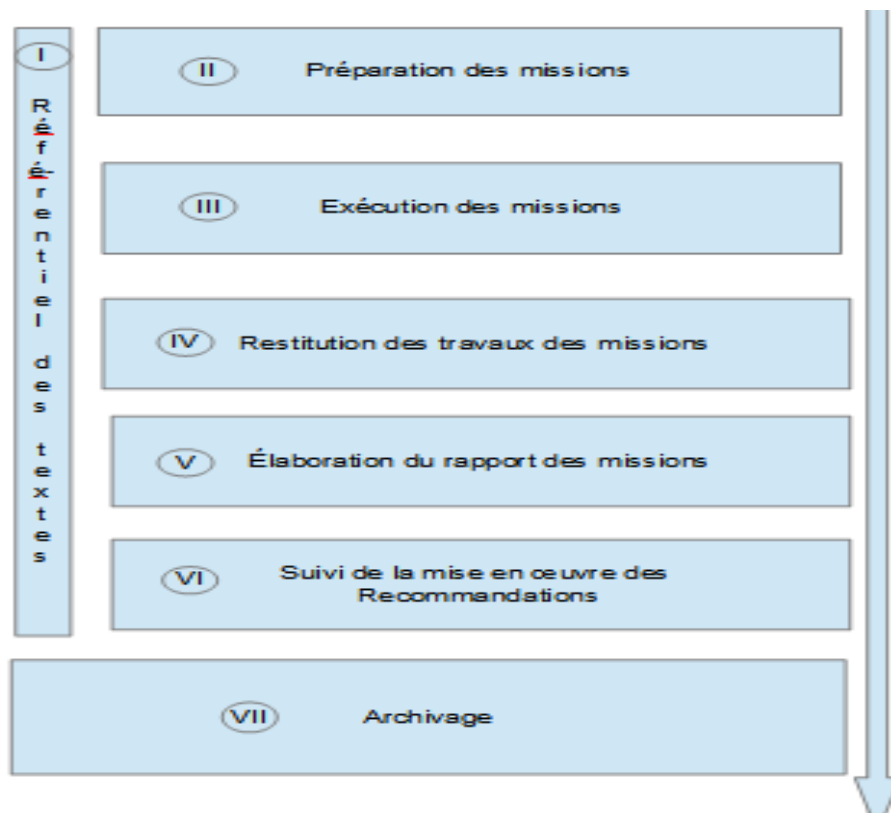 I
Référentiel des textes
II Préparation des missions
III Exécution des missions
IV Restitution des travaux des missions
V Élaboration du rapport des missions
VI Suivi de la mise en œuvre des
Recommandations
VII Archivage